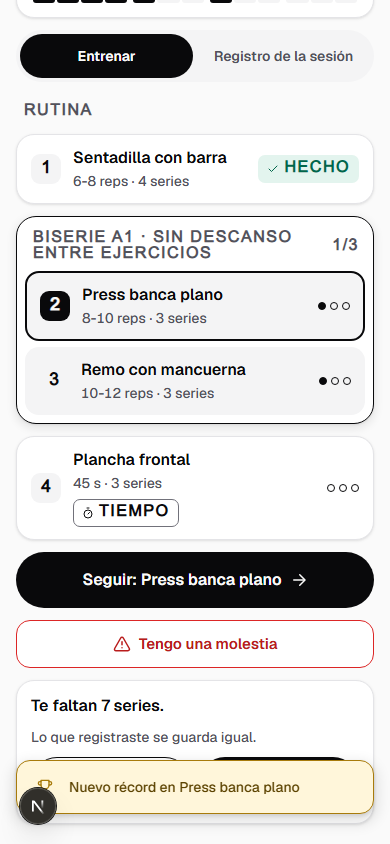 Entrenar
Registro de la sesión
RUTINA
1
Sentadilla con barra
6-8 reps · 4 series
HECHO
BISERIE A1 · SIN DESCANSO
ENTRE EJERCICIOS
1/3
2
Press banca plano
8-10 reps · 3 series
3
Remo con mancuerna
10-12 reps · 3 series
4
Plancha frontal
45 s · 3 series
TIEMPO
Seguir: Press banca plano →
Tengo una molestia
Te faltan 7 series.
Lo que registraste se guarda igual.
Nuevo récord en Press banca plano
N